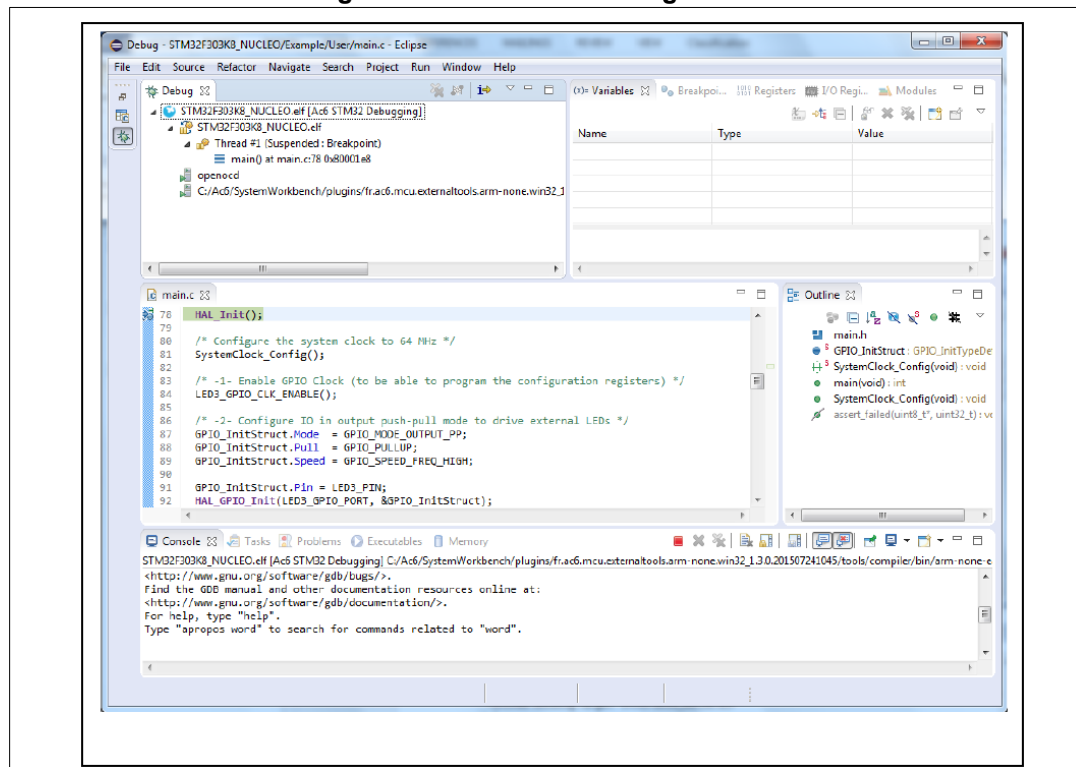 Debug - STM32F303K8_NUCLEO/Example/User/main.c - Eclipse
File Edit Source Refactor Navigate Search Project Run Window Help
Debug
STM32F303K8_NUCLEO.elf [Ac6 STM32 Debugging]
STM32F303K8_NUCLEO.elf
Thread #1 (Suspended : Breakpoint)
main() at main.c:78 0x80001e8
openocd
C:/Ac6/SystemWorkbench/plugins/fr.ac6.mcu.externaltools.arm-none.win32_1
(x)= Variables Breakpoi... Registers I/O Regi... Modules
Name Type Value
main.c
78 HAL_Init();
79
80 /* Configure the system clock to 64 MHz */
81 SystemClock_Config();
82
83 /* -1- Enable GPIO Clock (to be able to program the configuration registers) */
84 LED3_GPIO_CLK_ENABLE();
85
86 /* -2- Configure IO in output push-pull mode to drive external LEDs */
87 GPIO_InitStruct.Mode = GPIO_MODE_OUTPUT_PP;
88 GPIO_InitStruct.Pull = GPIO_PULLUP;
89 GPIO_InitStruct.Speed = GPIO_SPEED_FREQ_HIGH;
90
91 GPIO_InitStruct.Pin = LED3_PIN;
92 HAL_GPIO_Init(LED3_GPIO_PORT, &GPIO_InitStruct);
Outline
main.h
GPIO_InitStruct : GPIO_InitTypeDe
SystemClock_Config(void) : void
main(void) : int
SystemClock_Config(void) : void
assert_failed(uint8_t*, uint32_t) : v
Console Tasks Problems Executables Memory
STM32F303K8_NUCLEO.elf [Ac6 STM32 Debugging] C:/Ac6/SystemWorkbench/plugins/fr.ac6.mcu.externaltools.arm-none.win32_1.3.0.201507241045/tools/compiler/bin/arm-none-e
<http://www.gnu.org/software/gdb/bugs/>.
Find the GDB manual and other documentation resources online at:
<http://www.gnu.org/software/gdb/documentation/>.
For help, type "help".
Type "apropos word" to search for commands related to "word".